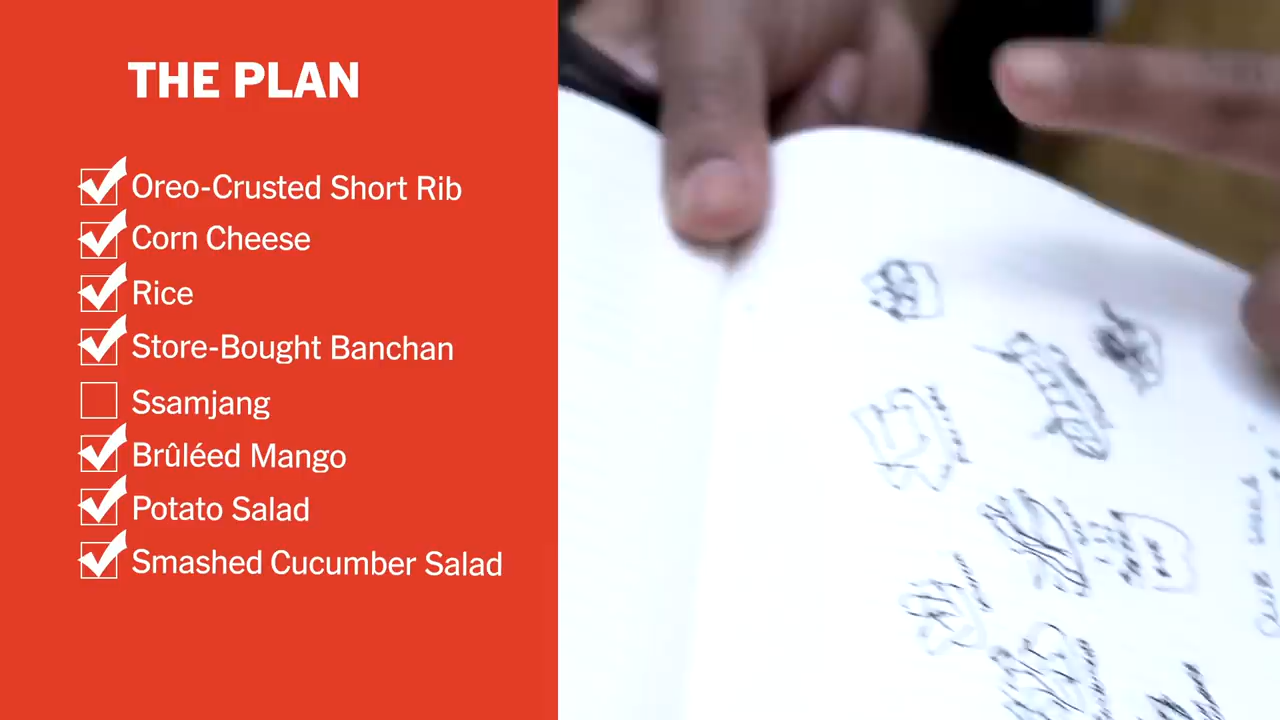 THE PLAN
Oreo-Crusted Short Rib
Corn Cheese
Rice
Store-Bought Banchan
Ssamjang
Brûléed Mango
Potato Salad
Smashed Cucumber Salad